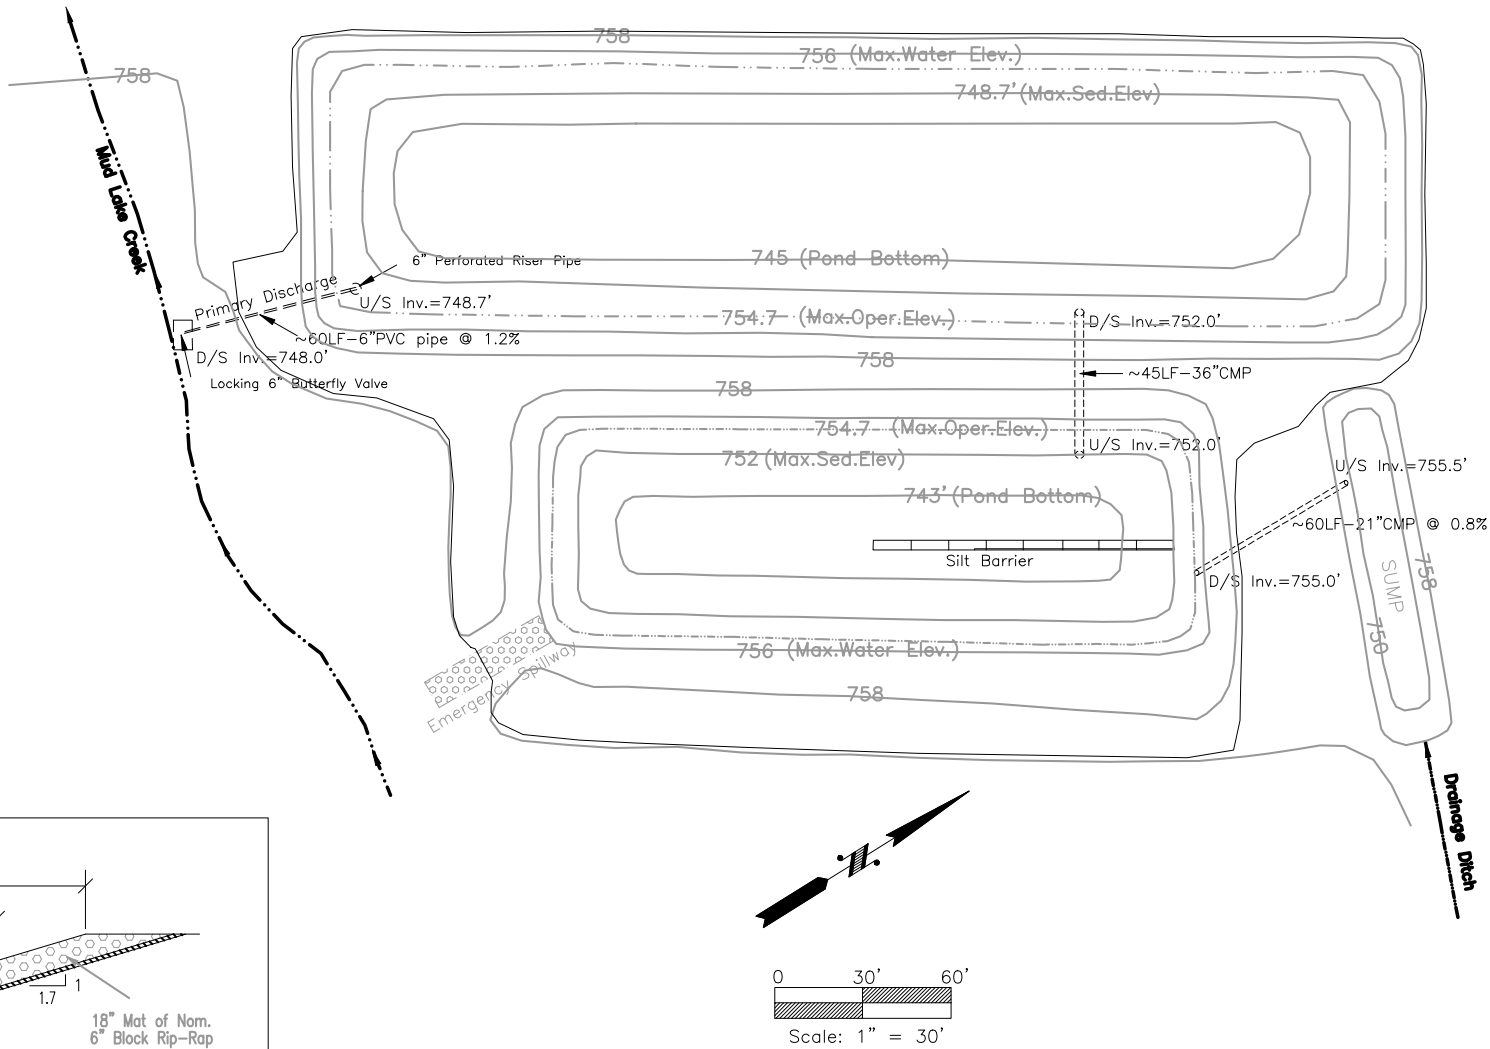 758
756 (Max.Water Elev.)
758
748.7' (Max.Sed.Elev)
Mud Lake Creek
745 (Pond Bottom)
6" Perforated Riser Pipe
Primary Discharge
U/S Inv.=748.7'
754.7 (Max.Oper.Elev.)
D/S Inv.=752.0'
~60LF-6"PVC pipe @ 1.2%
D/S Inv.=748.0'
758
~45LF-36"CMP
Locking 6" Butterfly Valve
758
754.7 (Max.Oper.Elev.)
U/S Inv.=752.0'
752 (Max.Sed.Elev)
U/S Inv.=755.5'
743' (Pond Bottom)
~60LF-21"CMP @ 0.8%
Silt Barrier
D/S Inv.=755.0'
SUMP
758
750
756 (Max.Water Elev.)
Emergency Spillway
758
Drainage Ditch
1
1.7
18" Mat of Nom.
6" Block Rip-Rap
0 30' 60'
Scale: 1" = 30'